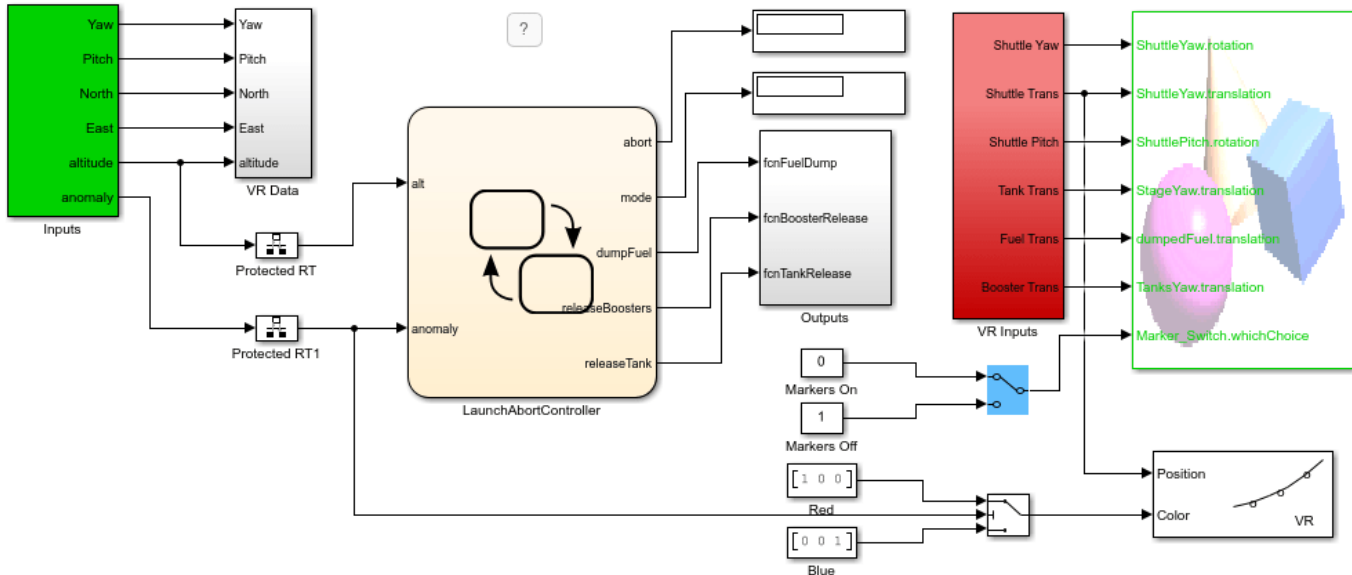 Yaw
Pitch
North
East
altitude
anomaly
Inputs
Yaw
Pitch
North
East
altitude
VR Data
?
Protected RT
Protected RT1
alt
anomaly
abort
mode
dumpFuel
releaseBoosters
releaseTank
LaunchAbortController
fcnFuelDump
fcnBoosterRelease
fcnTankRelease
Outputs
0
Markers On
1
Markers Off
[1 0 0]
Red
[0 0 1]
Blue
Shuttle Yaw
Shuttle Trans
Shuttle Pitch
Tank Trans
Fuel Trans
Booster Trans
VR Inputs
ShuttleYaw.rotation
ShuttleYaw.translation
ShuttlePitch.rotation
StageYaw.translation
dumpedFuel.translation
TanksYaw.translation
Marker_Switch.whichChoice
Position
Color
VR